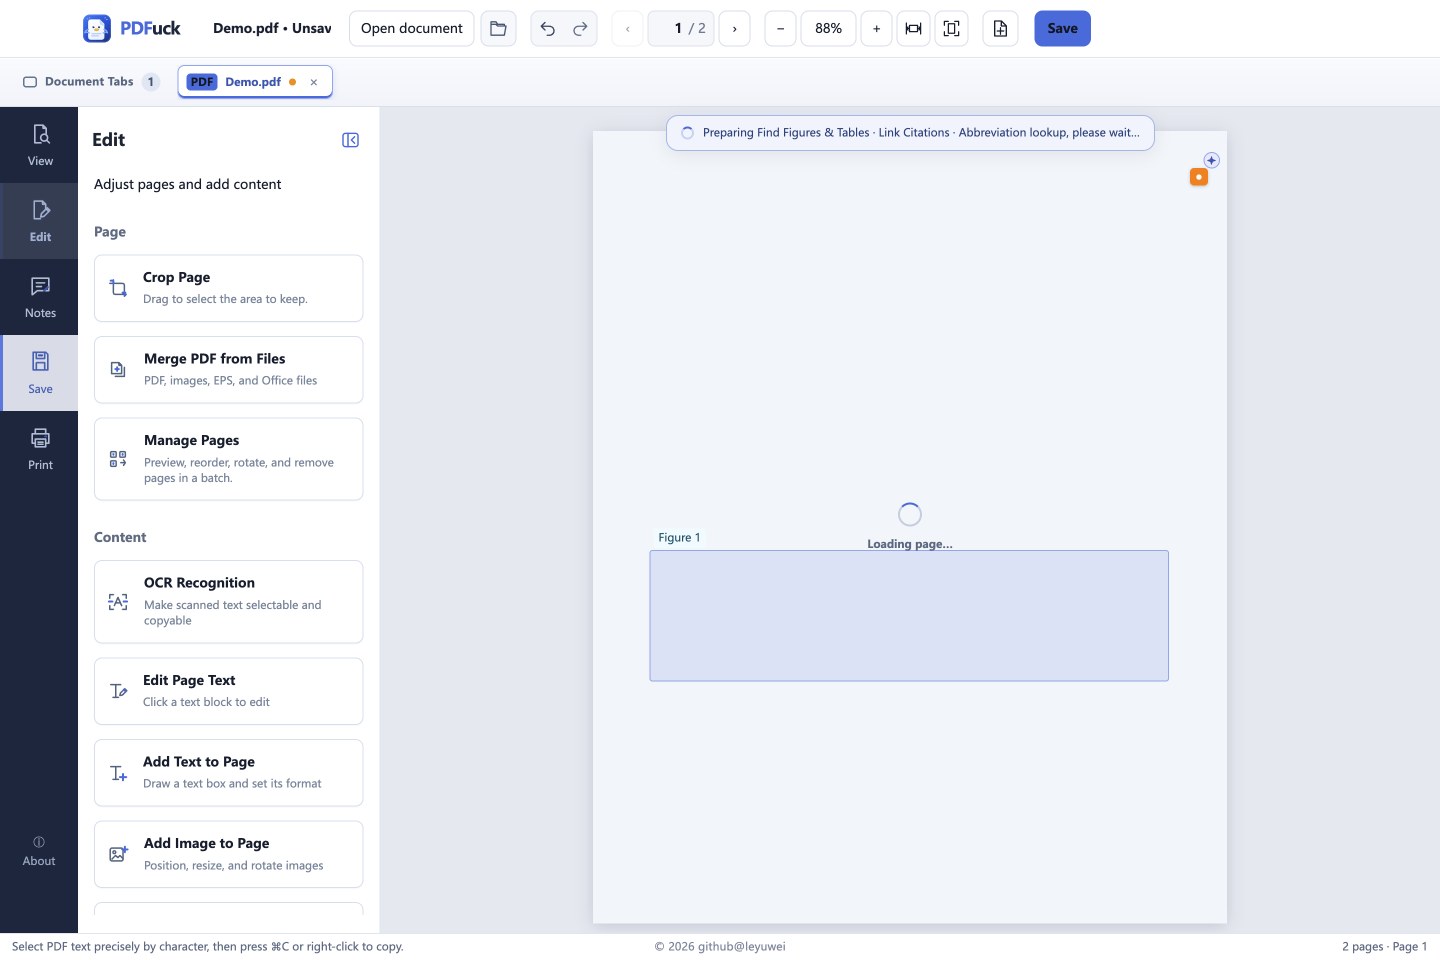 PDFuck
Demo.pdf • Unsav
Open document
1 / 2
88%
Save
Document Tabs 1
PDF Demo.pdf
View
Edit
Notes
Save
Print
About
Edit
Adjust pages and add content
Page
Crop Page
Drag to select the area to keep.
Merge PDF from Files
PDF, images, EPS, and Office files
Manage Pages
Preview, reorder, rotate, and remove
pages in a batch.
Content
OCR Recognition
Make scanned text selectable and
copyable
Edit Page Text
Click a text block to edit
Add Text to Page
Draw a text box and set its format
Add Image to Page
Position, resize, and rotate images
Preparing Find Figures & Tables · Link Citations · Abbreviation lookup, please wait...
Loading page...
Figure 1
Select PDF text precisely by character, then press ⌘C or right-click to copy.
© 2026 github@leyuwei
2 pages · Page 1